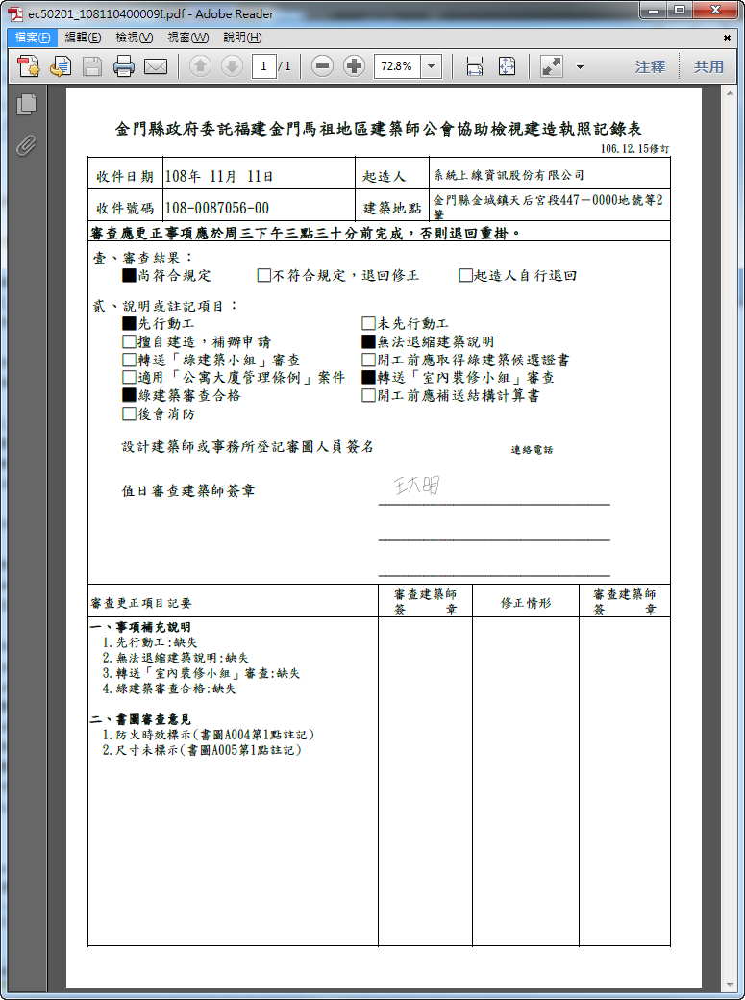 ec50201_108110400009I.pdf - Adobe Reader
檔案(F) 編輯(E) 檢視(V) 視窗(W) 說明(H)
1 / 1 72.8% 注釋 共用
金門縣政府委託福建金門馬祖地區建築師公會協助檢視建造執照記錄表
106.12.15修訂
收件日期 108年 11月 11日 起造人 系統上線資訊股份有限公司
收件號碼 108-0087056-00 建築地點 金門縣金城鎮天后宮段447－0000地號等2筆
審查應更正事項應於周三下午三點三十分前完成，否則退回重掛。
壹、審查結果：
■尚符合規定 □不符合規定，退回修正 □起造人自行退回
貳、說明或註記項目：
■先行動工 □未先行動工
□擅自建造，補辦申請 ■無法退縮建築說明
□轉送「綠建築小組」審查 □開工前應取得綠建築候選證書
□適用「公寓大廈管理條例」案件 ■轉送「室內裝修小組」審查
■綠建築審查合格 □開工前應補送結構計算書
□後會消防
設計建築師或事務所登記審圖人員簽名 連絡電話
值日審查建築師簽章 王大明
審查更正項目記要 審查建築師簽章 修正情形 審查建築師簽章
一、事項補充說明
1.先行動工:缺失
2.無法退縮建築說明:缺失
3.轉送「室內裝修小組」審查:缺失
4.綠建築審查合格:缺失
二、書圖審查意見
1.防火時效標示(書圖A004第1點註記)
2.尺寸未標示(書圖A005第1點註記)